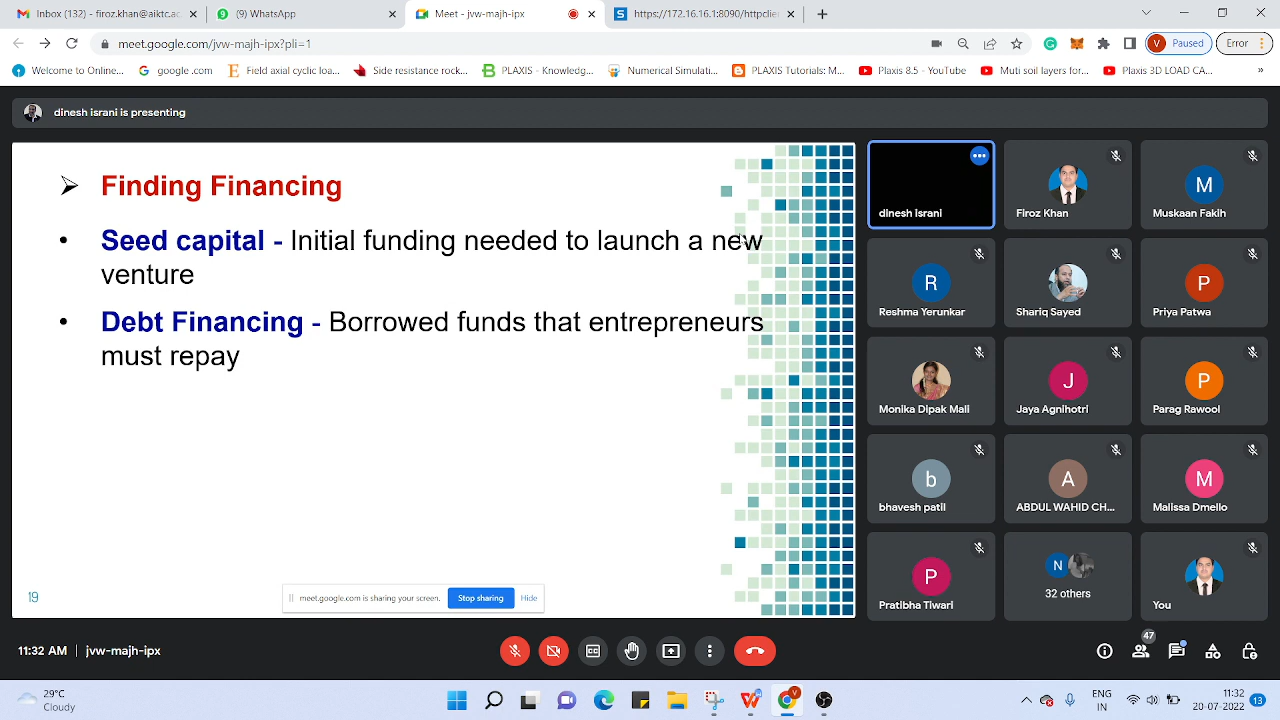 Inbox (130) - firoz.khan@aiktc.ac
(9) WhatsApp
Meet - jvw-majh-ipx
https://172.16.16.1:8090/httpclie
meet.google.com/jvw-majh-ipx?pli=1
V Paused
Error
Welcome to Online...
google.com
Field axycyclic loa...
Side resistance roc...
PLAXIS - Knowledg...
Numerical Simulati...
PLAXIS Tutorials: M...
Plaxis 8.5 - YouTube
Muti soil layers for...
Plaxis 3D LOAD CA...
»
dinesh israni is presenting
Finding Financing
Seed capital - Initial funding needed to launch a new
venture
Debt Financing - Borrowed funds that entrepreneurs
must repay
19
meet.google.com is sharing your screen.
Stop sharing
Hide
dinesh israni
Firoz Khan
M
Muskaan Fakih
R
Reshma Yerunkar
Shariq Sayed
P
Priya Patwa
Monika Dipak Mali
J
Jaya Agnihotri
P
Parag Rawool
b
bhavesh patil
A
ABDUL WAHID CH...
M
Malissa Dmello
P
Pratibha Tiwari
N
32 others
You
11:32 AM | jvw-majh-ipx
47
29°C
Cloudy
ENG
IN
11:32
20-07-2022
13